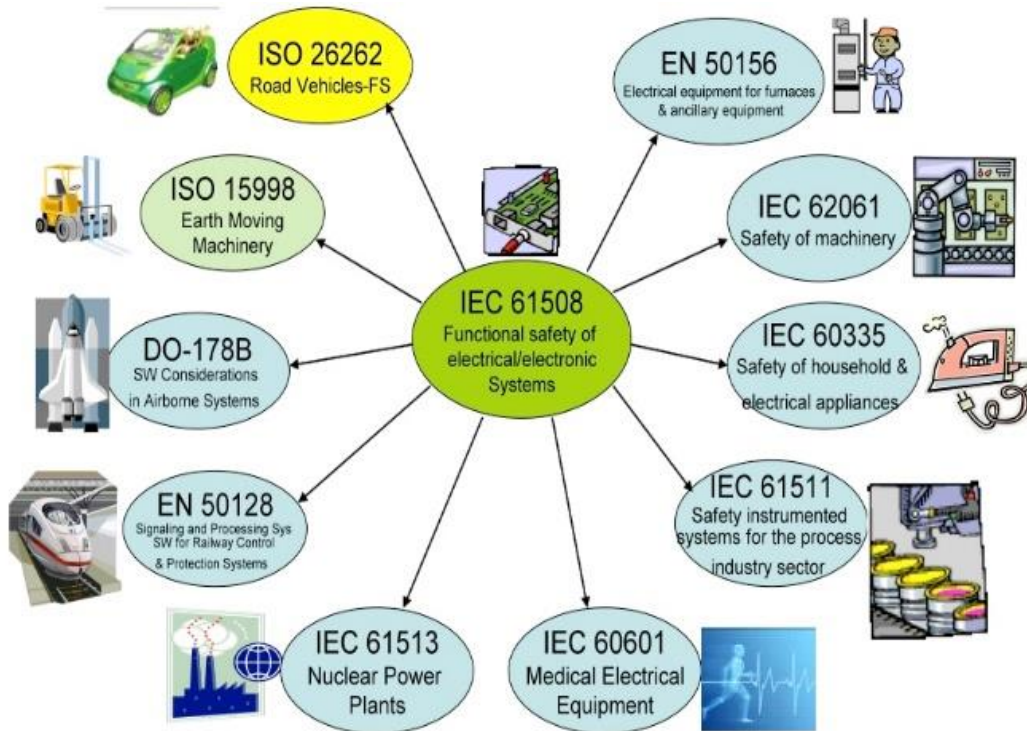 ISO 26262
Road Vehicles-FS
EN 50156
Electrical equipment for furnaces
& ancillary equipment
ISO 15998
Earth Moving
Machinery
IEC 62061
Safety of machinery
IEC 61508
Functional safety of
electrical/electronic
Systems
DO-178B
SW Considerations
in Airborne Systems
IEC 60335
Safety of household &
electrical appliances
EN 50128
Signaling and Processing Sys
SW for Railway Control
& Protection Systems
IEC 61511
Safety instrumented
systems for the process
industry sector
IEC 61513
Nuclear Power
Plants
IEC 60601
Medical Electrical
Equipment